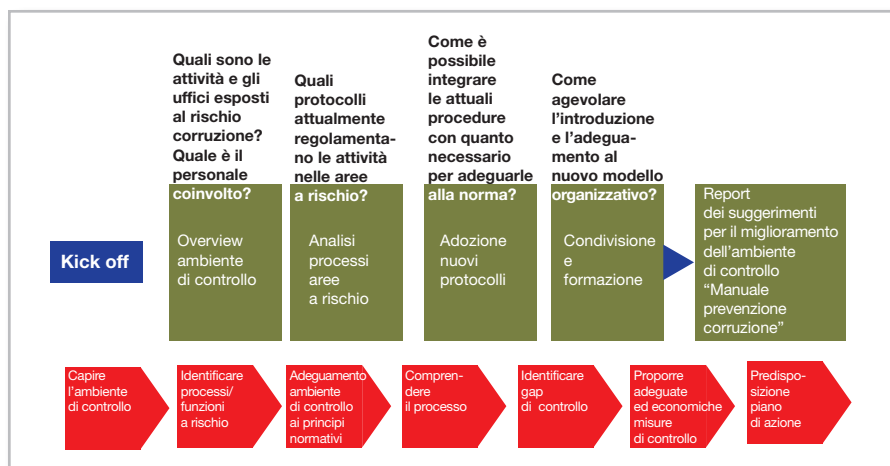 Quali sono le
attività e gli
uffici esposti
al rischio
corruzione?
Quale è il
personale
coinvolto?
Quali
protocolli
attualmente
regolamenta-
no le attività
nelle aree
a rischio?
Come è
possibile
integrare
le attuali
procedure
con quanto
necessario
per adeguarle
alla norma?
Come
agevolare
l'introduzione
e l'adegua-
mento al
nuovo modello
organizzativo?
Kick off
Overview
ambiente
di controllo
Analisi
processi
aree
a rischio
Adozione
nuovi
protocolli
Condivisione
e
formazione
Report
dei suggerimenti
per il miglioramento
dell'ambiente
di controllo
“Manuale
prevenzione
corruzione”
Capire
l'ambiente
di controllo
Identificare
processi/
funzioni
a rischio
Adeguamento
ambiente
di controllo
ai principi
normativi
Compren-
dere
il processo
Identificare
gap
di controllo
Proporre
adeguate
ed economiche
misure
di controllo
Predispo-
sizione
piano
di azione